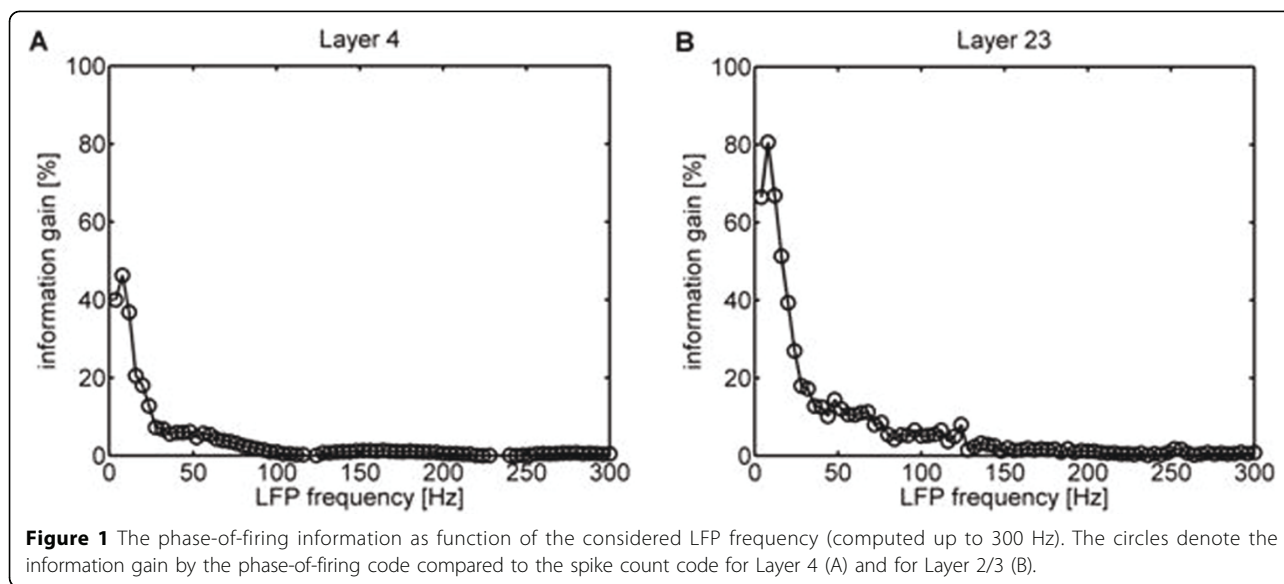 A
Layer 4
100
80
60
40
20
0
information gain [%]
0 50 100 150 200 250 300
LFP frequency [Hz]
B
Layer 23
100
80
60
40
20
0
information gain [%]
0 50 100 150 200 250 300
LFP frequency [Hz]
Figure 1 The phase-of-firing information as function of the considered LFP frequency (computed up to 300 Hz). The circles denote the
information gain by the phase-of-firing code compared to the spike count code for Layer 4 (A) and for Layer 2/3 (B).